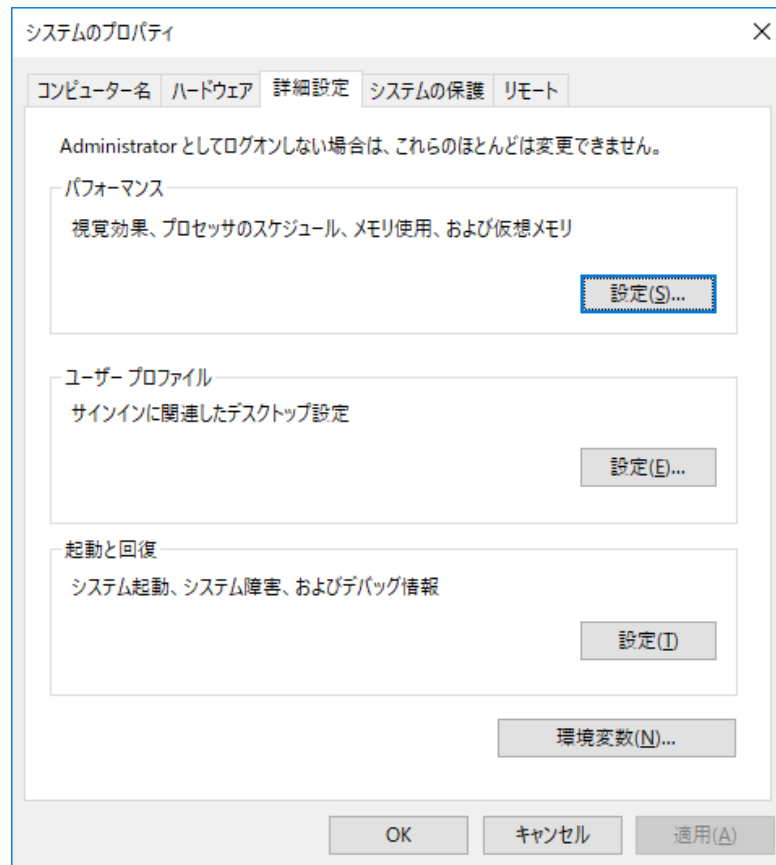 システムのプロパティ
コンピューター名 ハードウェア 詳細設定 システムの保護 リモート
Administrator としてログオンしない場合は、これらのほとんどは変更できません。
パフォーマンス
視覚効果、プロセッサのスケジュール、メモリ使用、および仮想メモリ
設定(S)...
ユーザー プロファイル
サインインに関連したデスクトップ設定
設定(E)...
起動と回復
システム起動、システム障害、およびデバッグ情報
設定(T)
環境変数(N)...
OK キャンセル 適用(A)